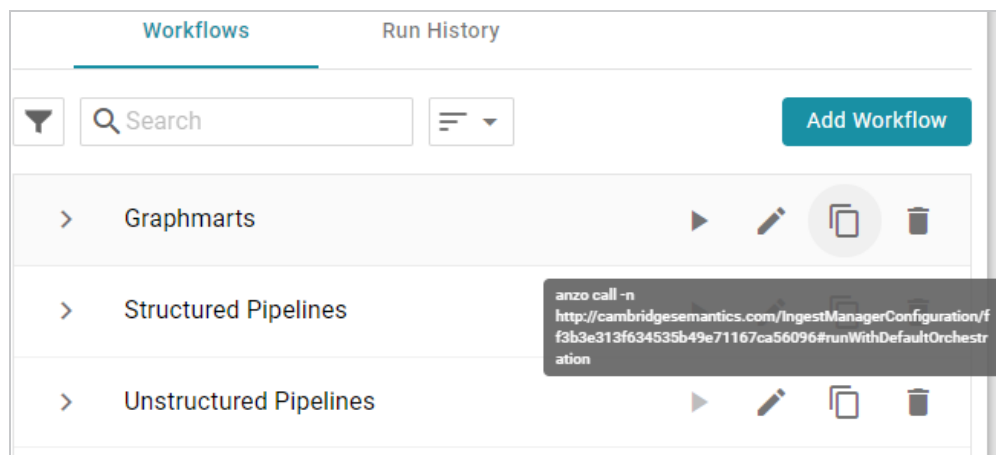 Workflows
Run History
Search
Add Workflow
Graphmarts
Structured Pipelines
anzo call -n
http://cambridgesemantics.com/IngestManagerConfiguration/f
f3b3e313f634535b49e71167ca56096#runWithDefaultOrchestr
ation
Unstructured Pipelines